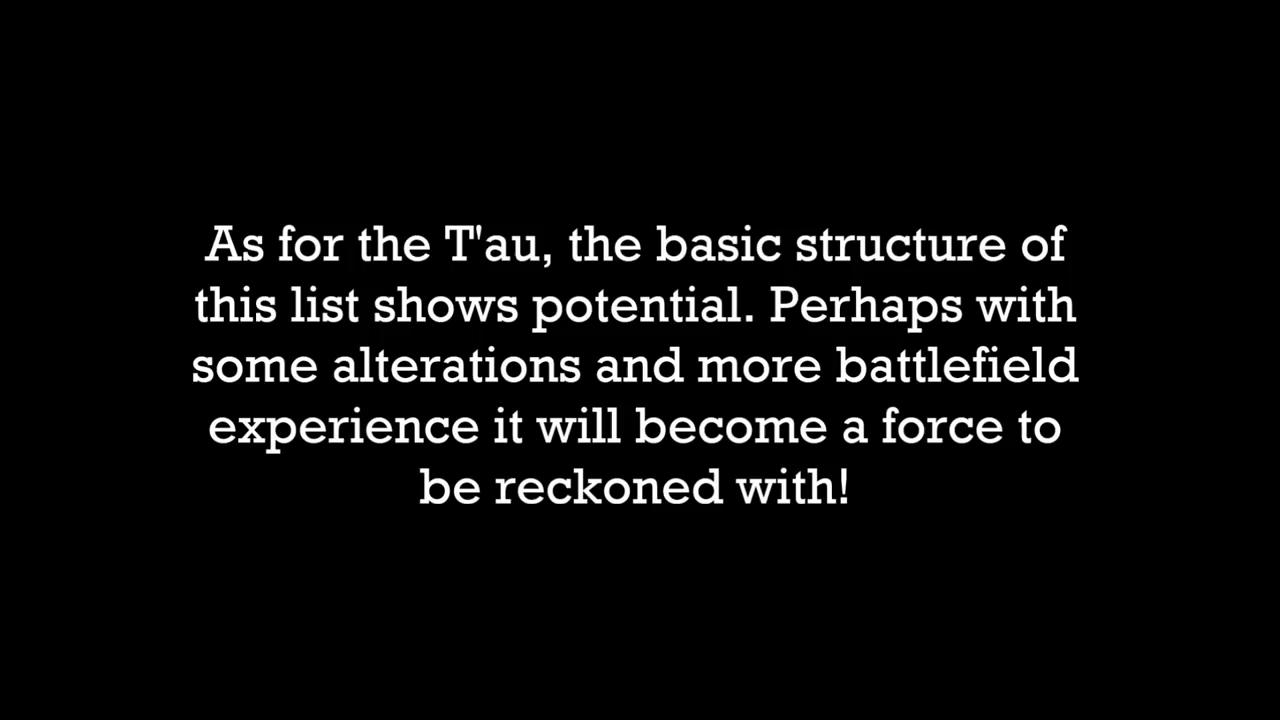 As for the T'au, the basic structure of
this list shows potential. Perhaps with
some alterations and more battlefield
experience it will become a force to
be reckoned with!